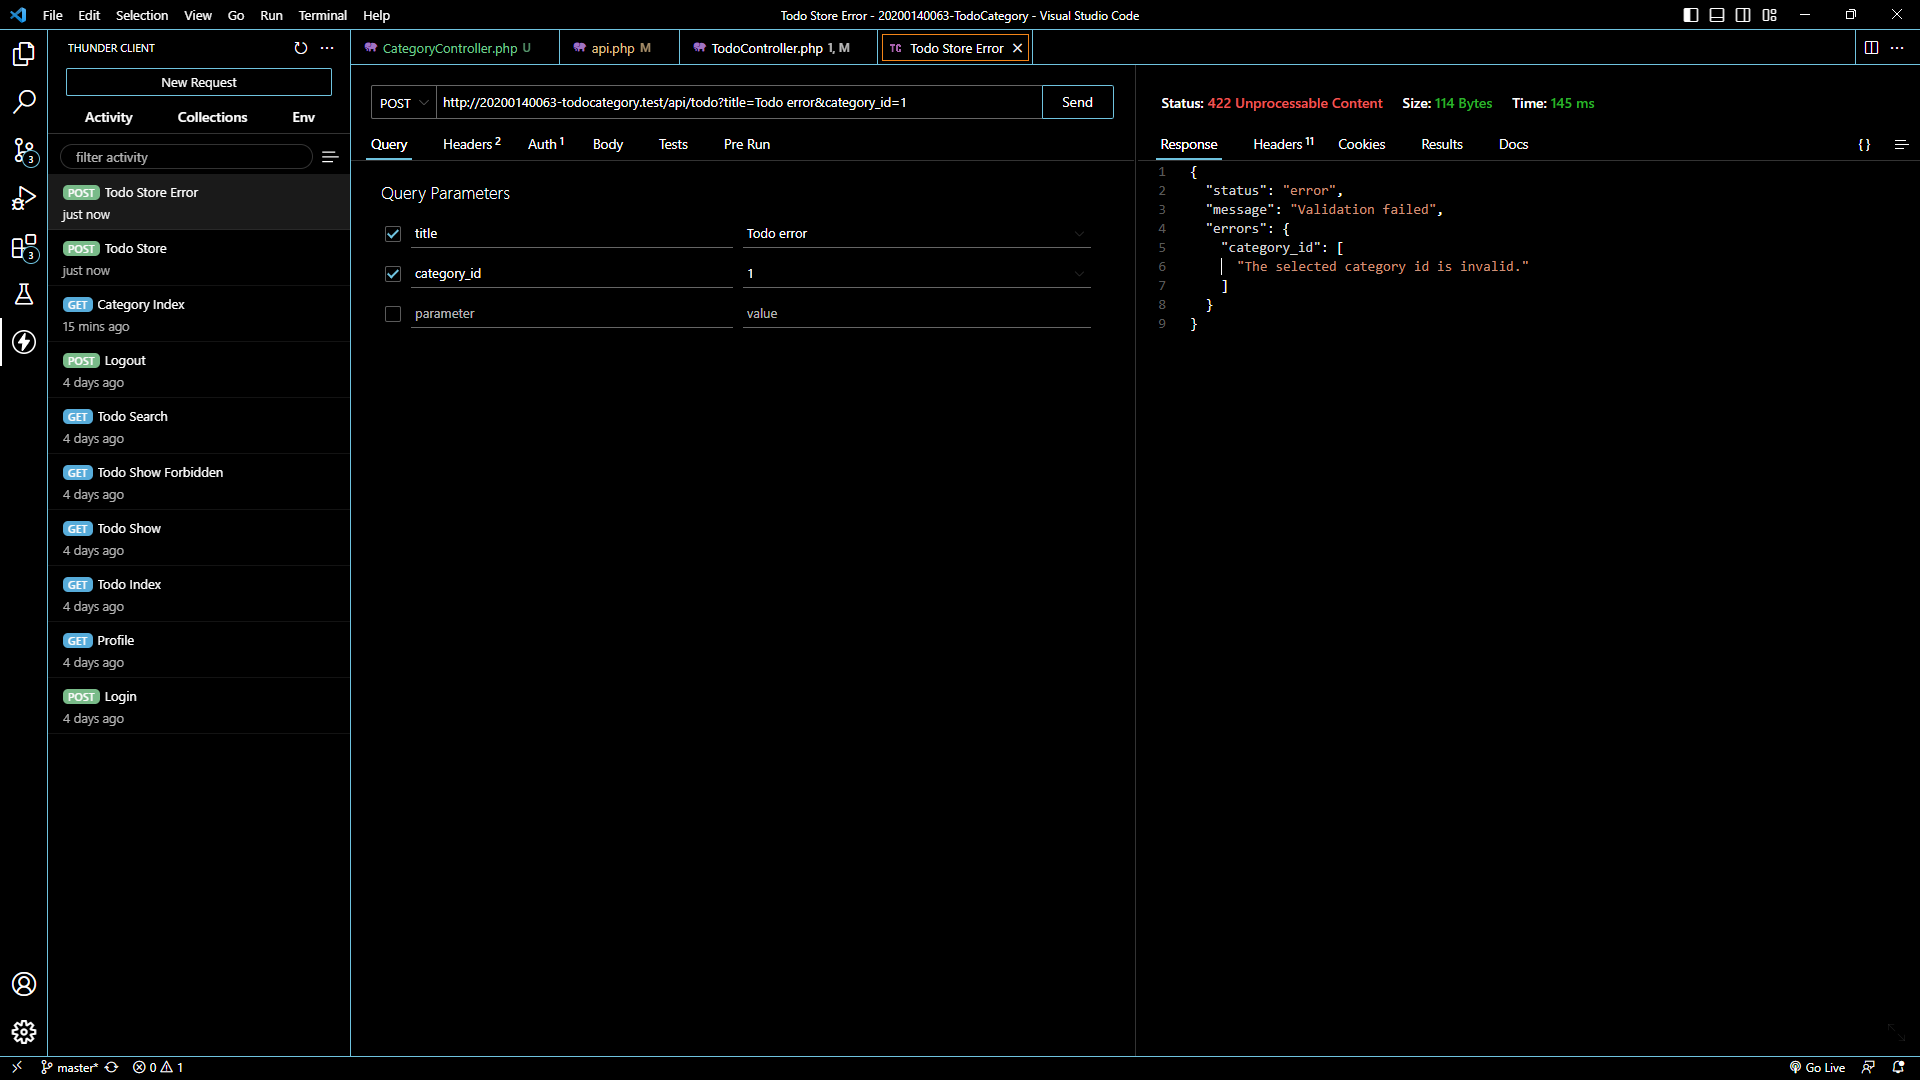 File Edit Selection View Go Run Terminal Help
Todo Store Error - 20200140063-TodoCategory - Visual Studio Code
THUNDER CLIENT
New Request
Activity Collections Env
filter activity
POST Todo Store Error
just now
POST Todo Store
just now
GET Category Index
15 mins ago
POST Logout
4 days ago
GET Todo Search
4 days ago
GET Todo Show Forbidden
4 days ago
GET Todo Show
4 days ago
GET Todo Index
4 days ago
GET Profile
4 days ago
POST Login
4 days ago
3
3
CategoryController.php U
api.php M
TodoController.php 1, M
TC Todo Store Error
POST http://20200140063-todocategory.test/api/todo?title=Todo error&category_id=1 Send
Query Headers 2 Auth 1 Body Tests Pre Run
Query Parameters
title Todo error
category_id 1
parameter value
Status: 422 Unprocessable Content Size: 114 Bytes Time: 145 ms
Response Headers 11 Cookies Results Docs {}
1 {
2 "status": "error",
3 "message": "Validation failed",
4 "errors": {
5 "category_id": [
6 "The selected category id is invalid."
7 ]
8 }
9 }
master* 0 1
Go Live